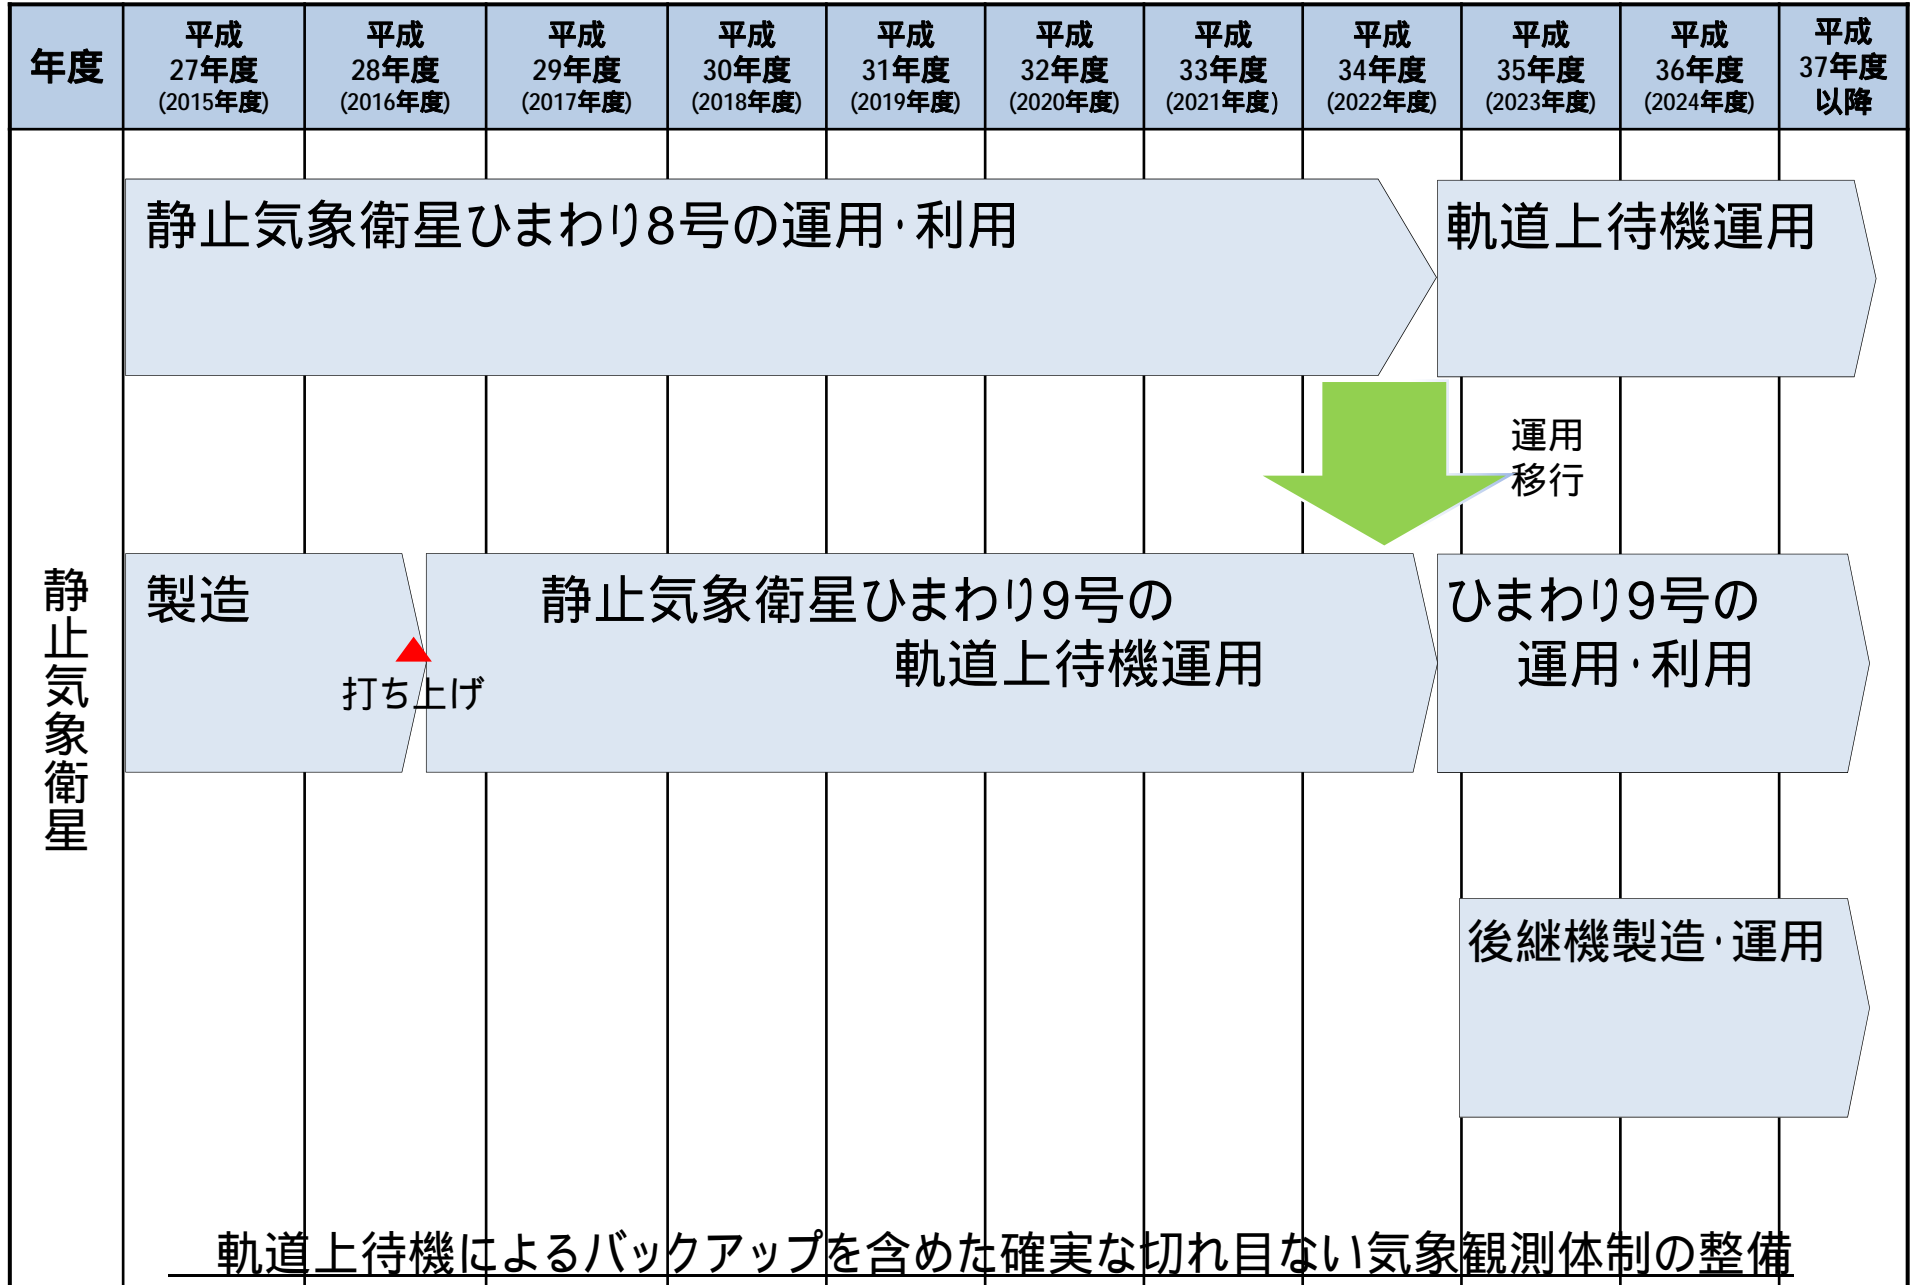 年度
平成
27年度
(2015年度)
平成
28年度
(2016年度)
平成
29年度
(2017年度)
平成
30年度
(2018年度)
平成
31年度
(2019年度)
平成
32年度
(2020年度)
平成
33年度
(2021年度)
平成
34年度
(2022年度)
平成
35年度
(2023年度)
平成
36年度
(2024年度)
平成
37年度
以降
静止気象衛星
静止気象衛星ひまわり8号の運用・利用
軌道上待機運用
運用
移行
製造
打ち上げ
静止気象衛星ひまわり9号の
軌道上待機運用
ひまわり9号の
運用・利用
後継機製造・運用
軌道上待機によるバックアップを含めた確実な切れ目ない気象観測体制の整備